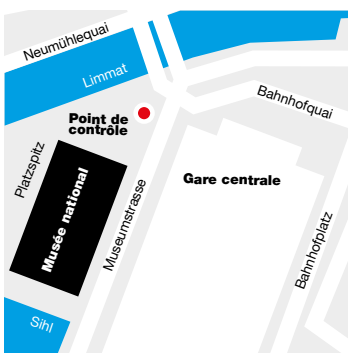 Neumühlequai
Limmat
Bahnhofquai
Point de
contrôle
Platzspitz
Musée national
Museumstrasse
Gare centrale
Bahnhofplatz
Sihl